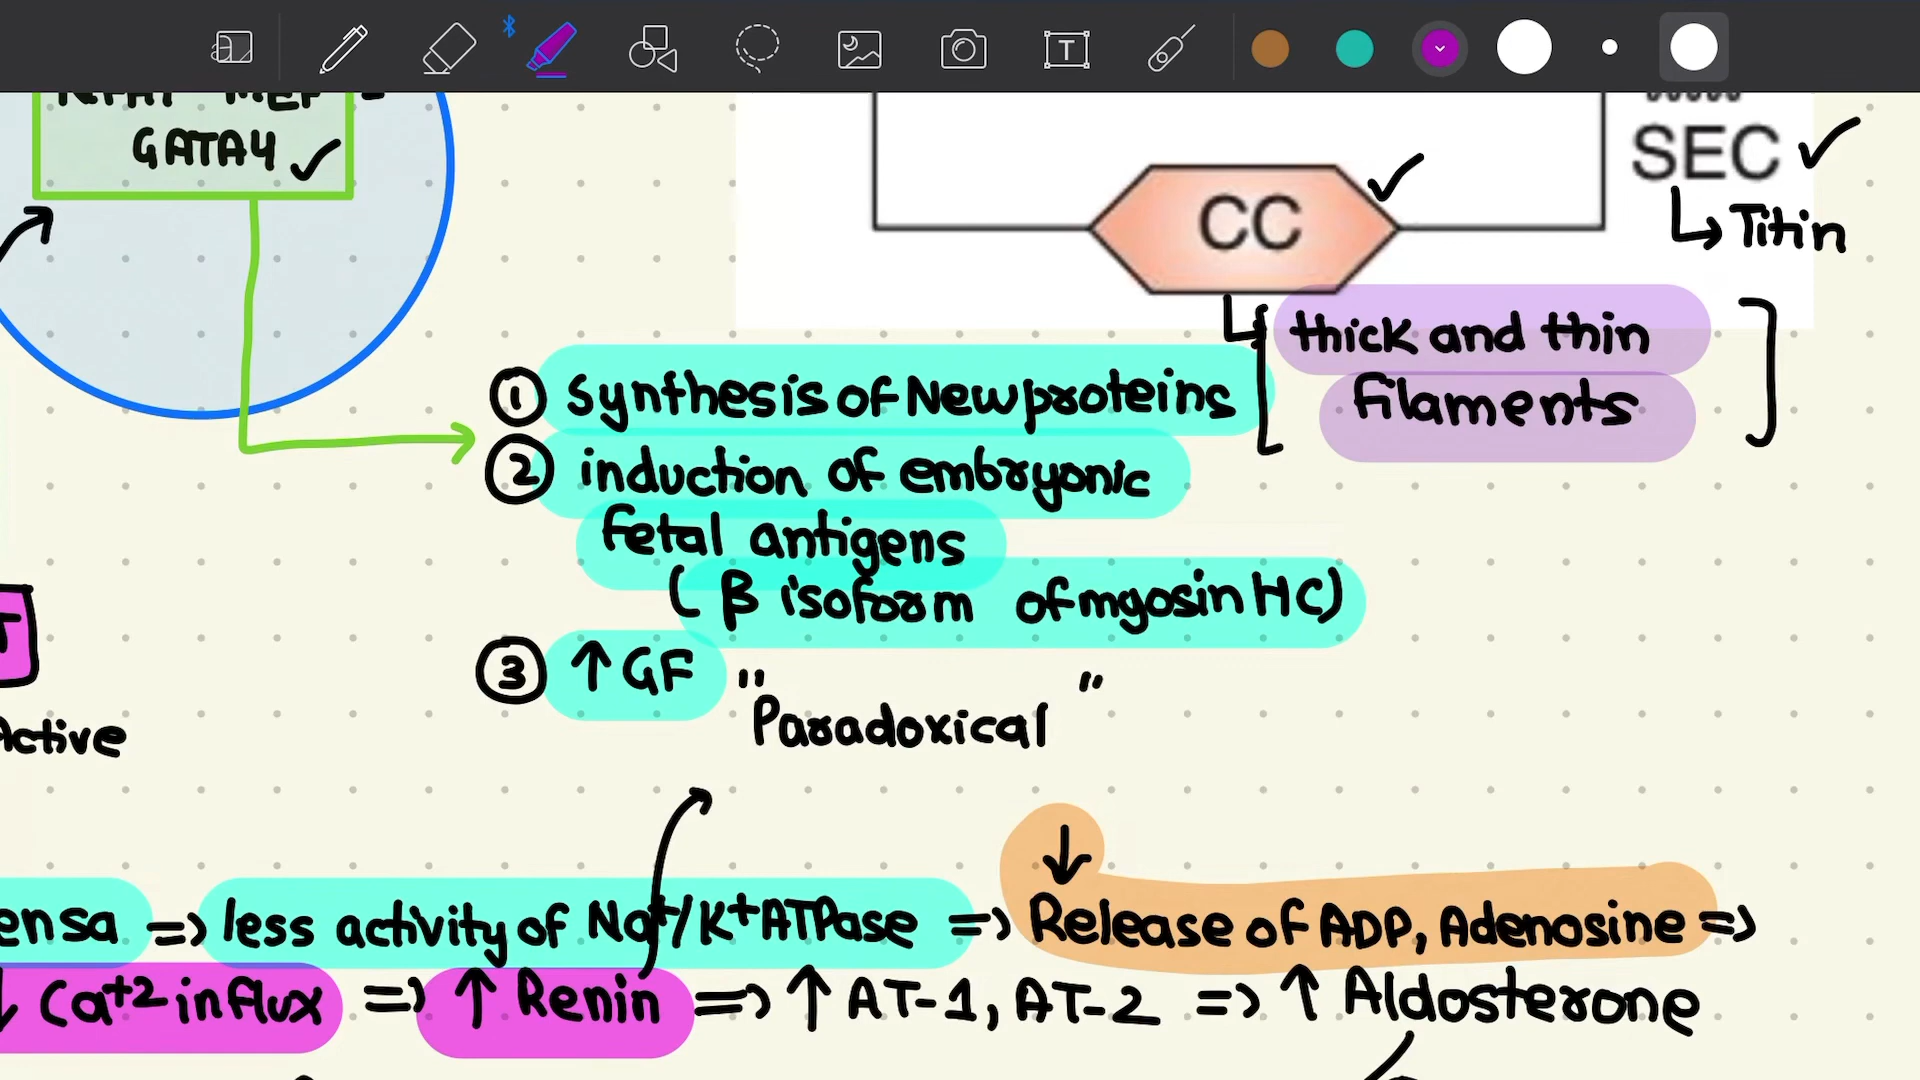 GATA4
CC
SEC
Titin
thick and thin
filaments
① Synthesis of New proteins
② induction of embryonic
fetal antigens
( β isoform of myosin HC)
③ ↑ GF " Paradoxical "
Active
↓
less activity of Na+/K+ATPase => Release of ADP, Adenosine =>
↓ Ca+2 influx => ↑ Renin => ↑ AT-1, AT-2 => ↑ Aldosterone